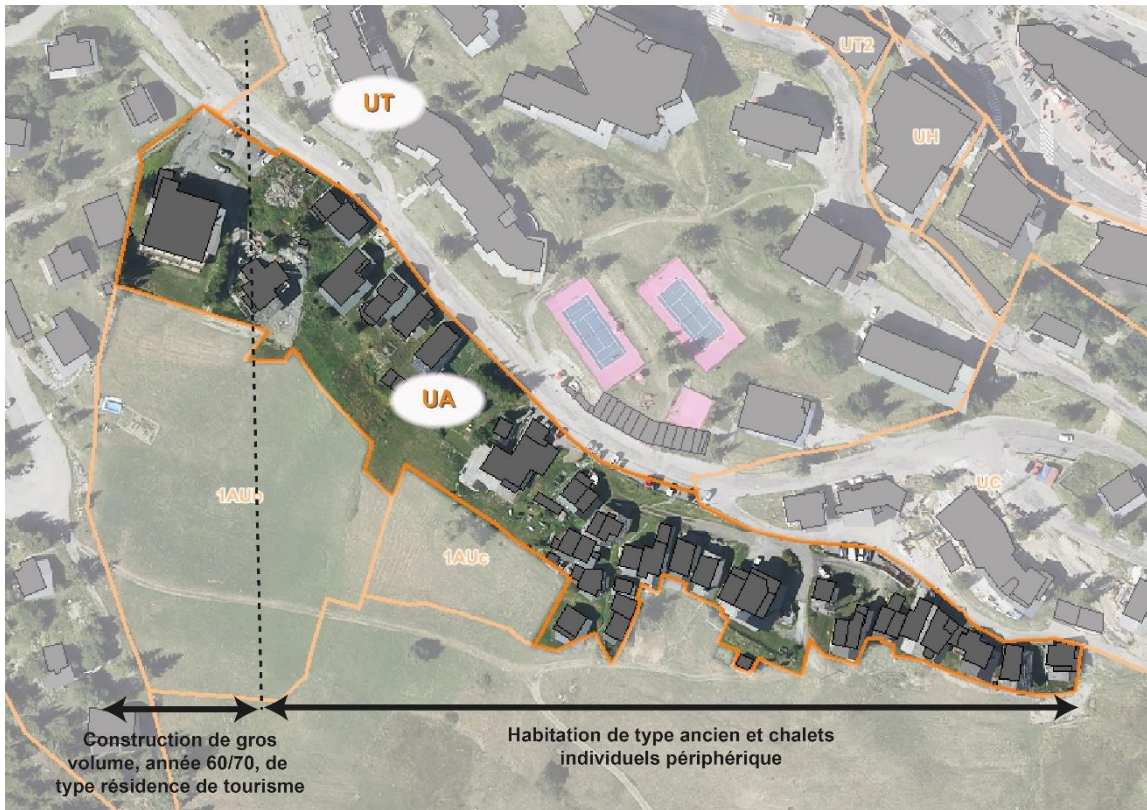 UT
UT2
UH
UA
1AUh
1AUc
UC
Construction de gros
volume, année 60/70, de
type résidence de tourisme
Habitation de type ancien et chalets
individuels périphérique